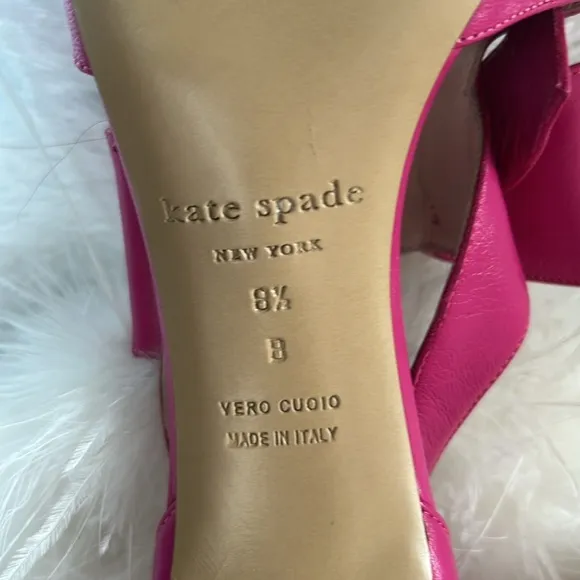 kate spade
NEW YORK
8½
B
VERO CUOIO
MADE IN ITALY